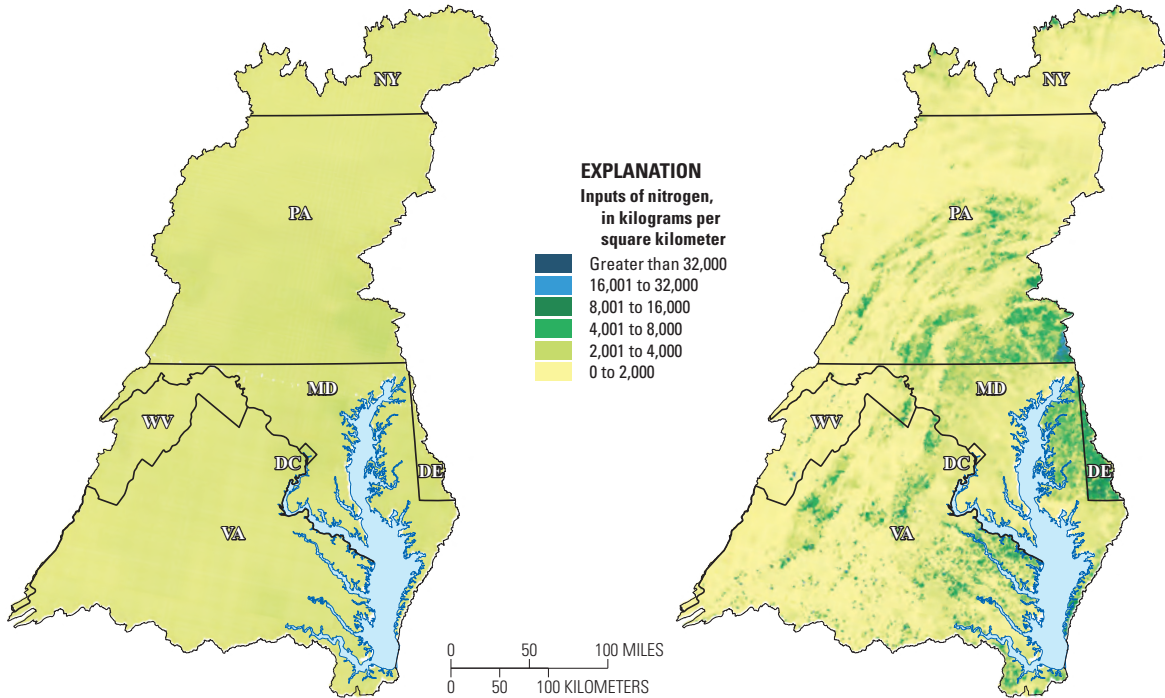 NY
PA
MD
WV
DC
DE
VA
EXPLANATION
Inputs of nitrogen,
in kilograms per
square kilometer
Greater than 32,000
16,001 to 32,000
8,001 to 16,000
4,001 to 8,000
2,001 to 4,000
0 to 2,000
0 50 100 MILES
0 50 100 KILOMETERS
NY
PA
MD
WV
DC
DE
VA